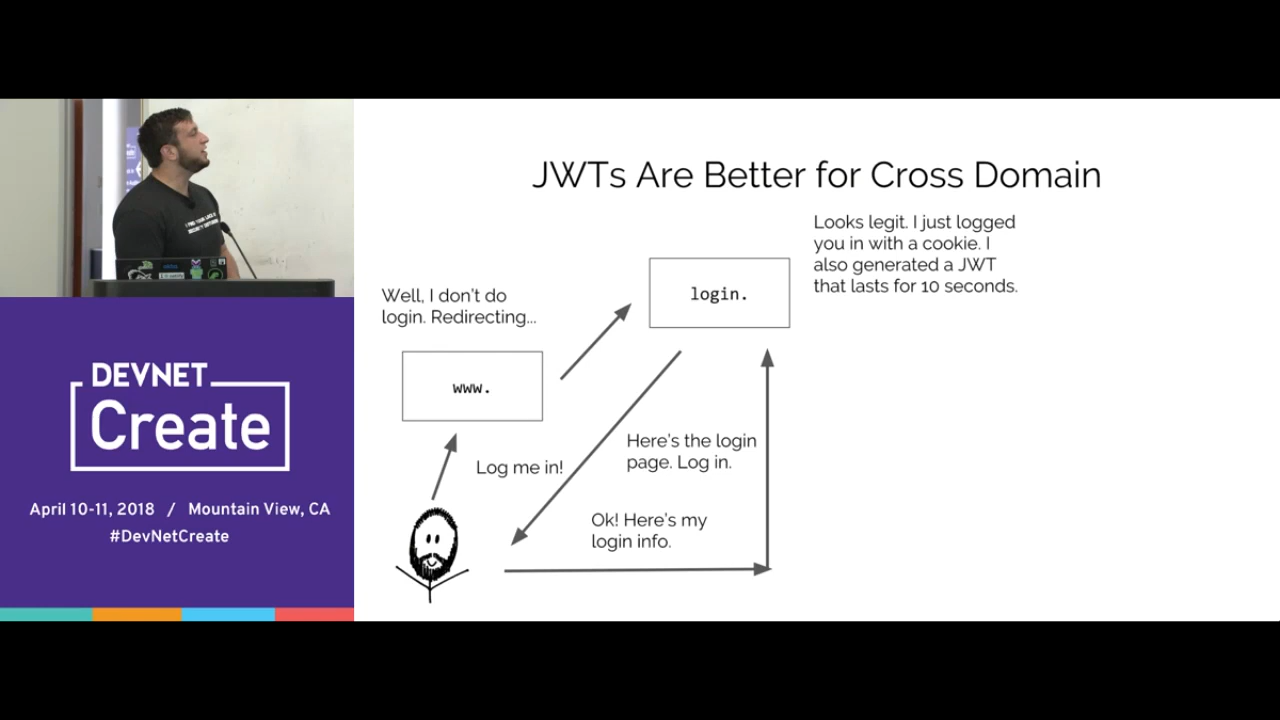 JWTs Are Better for Cross Domain
Looks legit. I just logged
you in with a cookie. I
also generated a JWT
that lasts for 10 seconds.
login.
Well, I don't do
login. Redirecting...
www.
Log me in!
Here's the login
page. Log in.
Ok! Here's my
login info.
DEVNET
Create
April 10-11, 2018 / Mountain View, CA
#DevNetCreate